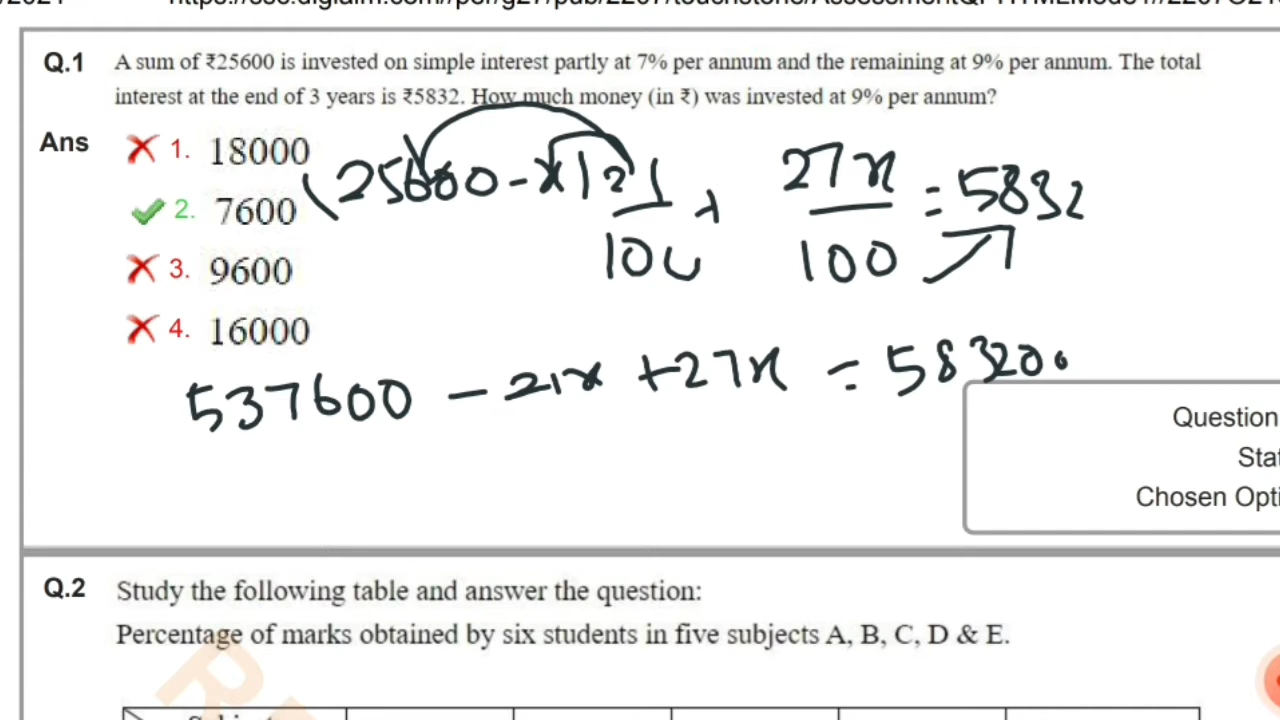 Q.1 A sum of ₹25600 is invested on simple interest partly at 7% per annum and the remaining at 9% per annum. The total
interest at the end of 3 years is ₹5832. How much money (in ₹) was invested at 9% per annum?
Ans 1. 18000
2. 7600
3. 9600
4. 16000
(25600 - x) 21/100 + 27x/100 = 5832
537600 - 21x + 27x = 583200
Question
Stat
Chosen Opti
Q.2 Study the following table and answer the question:
Percentage of marks obtained by six students in five subjects A, B, C, D & E.